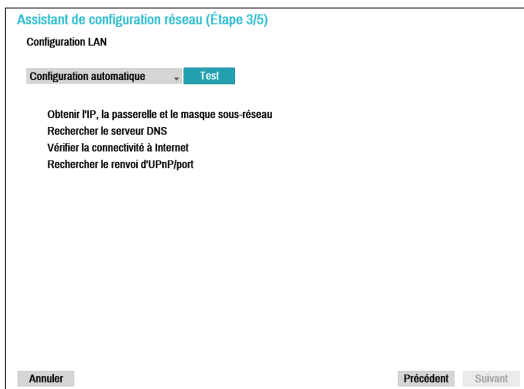 Assistant de configuration réseau (Étape 3/5)
Configuration LAN
Configuration automatique Test
Obtenir l'IP, la passerelle et le masque sous-réseau
Rechercher le serveur DNS
Vérifier la connectivité à Internet
Rechercher le renvoi d'UPnP/port
Annuler Précédent Suivant